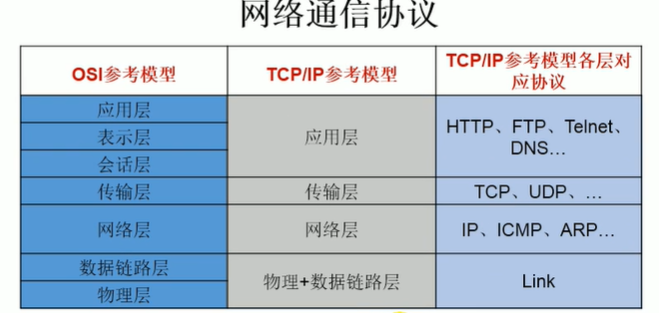 网络通信协议
OSI参考模型
TCP/IP参考模型
TCP/IP参考模型各层对
应协议
应用层
表示层
会话层
应用层
HTTP、FTP、Telnet、
DNS...
传输层
传输层
TCP、UDP、...
网络层
网络层
IP、ICMP、ARP...
数据链路层
物理层
物理+数据链路层
Link